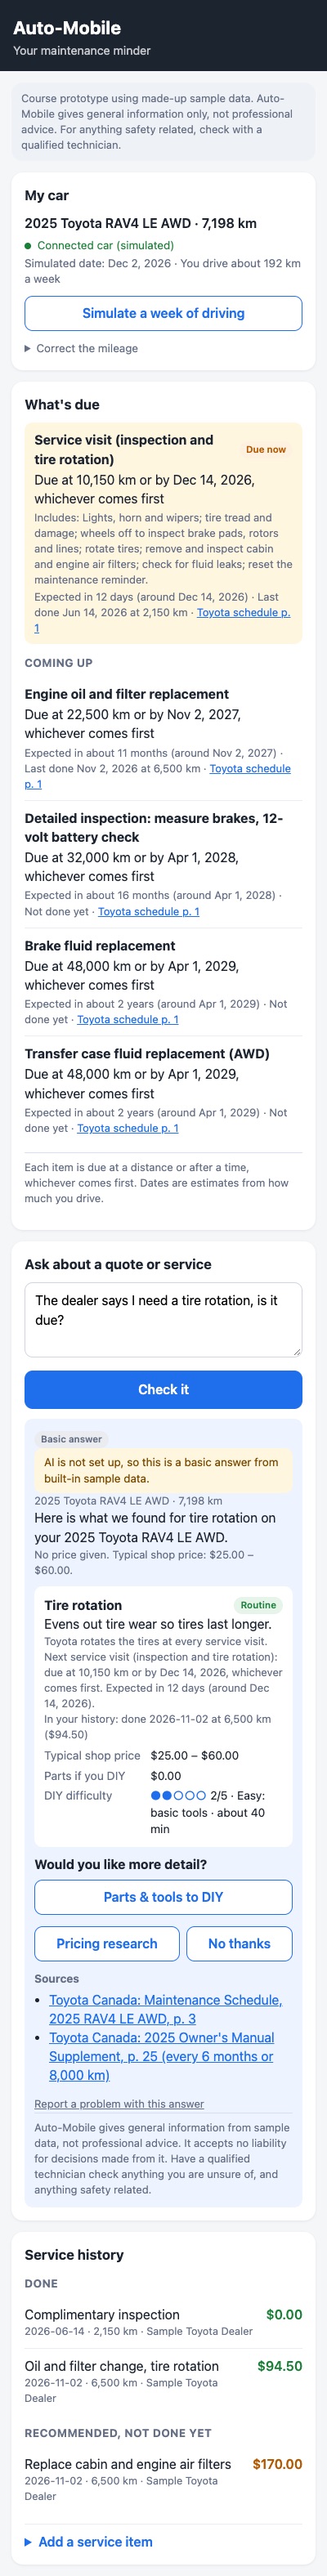 Auto-Mobile
Your maintenance minder
Course prototype using made-up sample data. Auto-
Mobile gives general information only, not professional
advice. For anything safety related, check with a
qualified technician.
My car
2025 Toyota RAV4 LE AWD · 7,198 km
Connected car (simulated)
Simulated date: Dec 2, 2026 · You drive about 192 km
a week
Simulate a week of driving
Correct the mileage
What's due
Service visit (inspection and
tire rotation)
Due now
Due at 10,150 km or by Dec 14, 2026,
whichever comes first
Includes: Lights, horn and wipers; tire tread and
damage; wheels off to inspect brake pads, rotors
and lines; rotate tires; remove and inspect cabin
and engine air filters; check for fluid leaks; reset the
maintenance reminder.
Expected in 12 days (around Dec 14, 2026) · Last
done Jun 14, 2026 at 2,150 km · Toyota schedule p.
1
COMING UP
Engine oil and filter replacement
Due at 22,500 km or by Nov 2, 2027,
whichever comes first
Expected in about 11 months (around Nov 2, 2027) ·
Last done Nov 2, 2026 at 6,500 km · Toyota schedule
p. 1
Detailed inspection: measure brakes, 12-
volt battery check
Due at 32,000 km or by Apr 1, 2028,
whichever comes first
Expected in about 16 months (around Apr 1, 2028) ·
Not done yet · Toyota schedule p. 1
Brake fluid replacement
Due at 48,000 km or by Apr 1, 2029,
whichever comes first
Expected in about 2 years (around Apr 1, 2029) · Not
done yet · Toyota schedule p. 1
Transfer case fluid replacement (AWD)
Due at 48,000 km or by Apr 1, 2029,
whichever comes first
Expected in about 2 years (around Apr 1, 2029) · Not
done yet · Toyota schedule p. 1
Each item is due at a distance or after a time,
whichever comes first. Dates are estimates from how
much you drive.
Ask about a quote or service
The dealer says I need a tire rotation, is it
due?
Check it
Basic answer
AI is not set up, so this is a basic answer from
built-in sample data.
2025 Toyota RAV4 LE AWD · 7,198 km
Here is what we found for tire rotation on
your 2025 Toyota RAV4 LE AWD.
No price given. Typical shop price: $25.00 –
$60.00.
Tire rotation
Routine
Evens out tire wear so tires last longer.
Toyota rotates the tires at every service visit.
Next service visit (inspection and tire rotation):
due at 10,150 km or by Dec 14, 2026, whichever
comes first. Expected in 12 days (around Dec
14, 2026).
In your history: done 2026-11-02 at 6,500 km
($94.50)
Typical shop price $25.00 – $60.00
Parts if you DIY $0.00
DIY difficulty 2/5 · Easy:
basic tools · about 40
min
Would you like more detail?
Parts & tools to DIY
Pricing research
No thanks
Sources
Toyota Canada: Maintenance Schedule,
2025 RAV4 LE AWD, p. 3
Toyota Canada: 2025 Owner's Manual
Supplement, p. 25 (every 6 months or
8,000 km)
Report a problem with this answer
Auto-Mobile gives general information from sample
data, not professional advice. It accepts no liability
for decisions made from it. Have a qualified
technician check anything you are unsure of, and
anything safety related.
Service history
DONE
Complimentary inspection $0.00
2026-06-14 · 2,150 km · Sample Toyota Dealer
Oil and filter change, tire rotation $94.50
2026-11-02 · 6,500 km · Sample Toyota
Dealer
RECOMMENDED, NOT DONE YET
Replace cabin and engine air filters $170.00
2026-11-02 · 6,500 km · Sample Toyota
Dealer
Add a service item